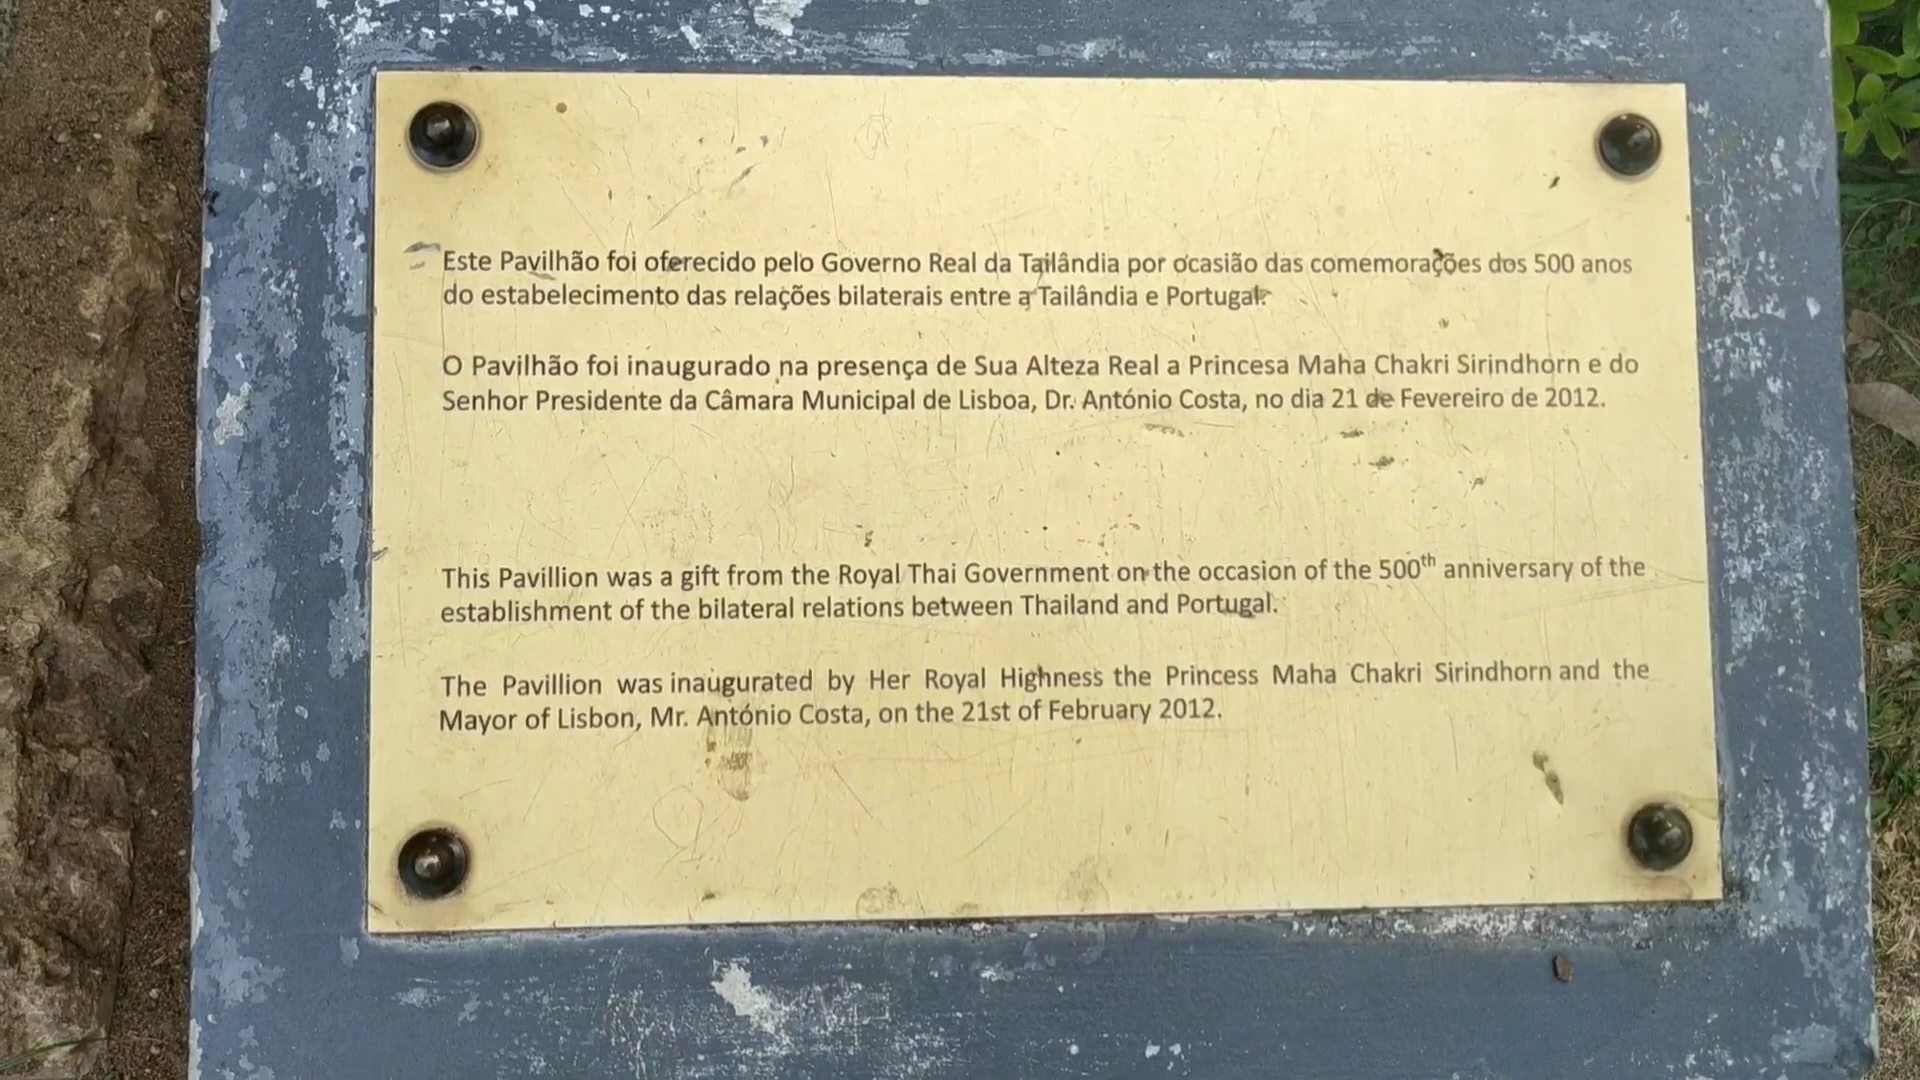 Este Pavilhão foi oferecido pelo Governo Real da Tailândia por ocasião das comemorações dos 500 anos
do estabelecimento das relações bilaterais entre a Tailândia e Portugal.
O Pavilhão foi inaugurado na presença de Sua Alteza Real a Princesa Maha Chakri Sirindhorn e do
Senhor Presidente da Câmara Municipal de Lisboa, Dr. António Costa, no dia 21 de Fevereiro de 2012.
This Pavillion was a gift from the Royal Thai Government on the occasion of the 500th anniversary of the
establishment of the bilateral relations between Thailand and Portugal.
The Pavillion was inaugurated by Her Royal Highness the Princess Maha Chakri Sirindhorn and the
Mayor of Lisbon, Mr. António Costa, on the 21st of February 2012.